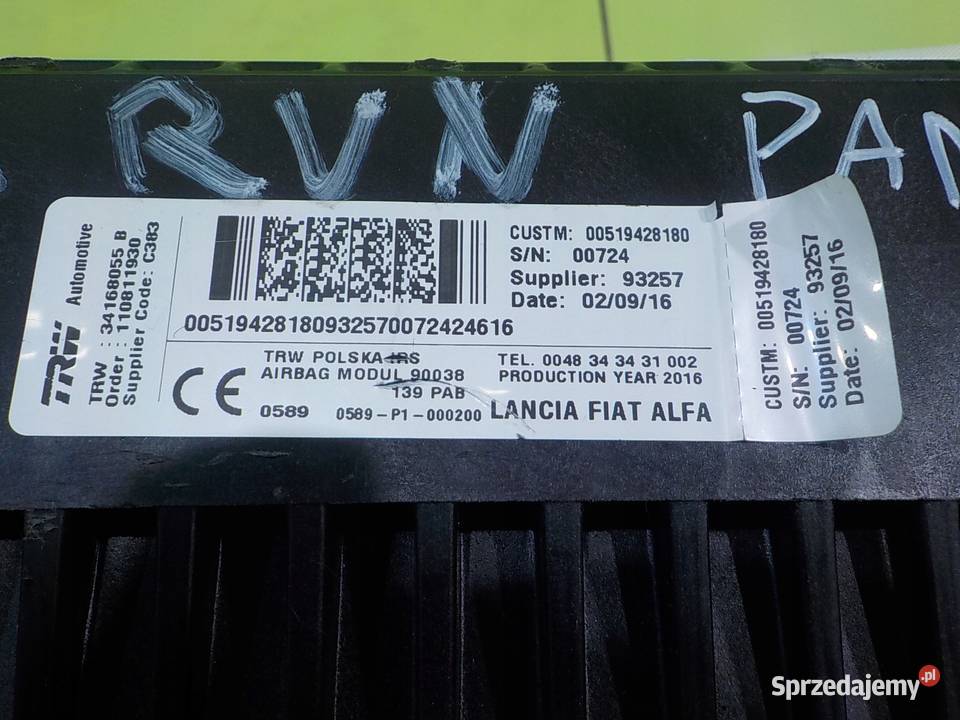 RVN PAN
TRW Automotive
TRW : 34168055 B
Order : 110811930
Supplier Code: C383
CUSTM: 00519428180
S/N: 00724
Supplier: 93257
Date: 02/09/16
00519428180932570072424616
TRW POLSKA IRS
AIRBAG MODUL 90038
139 PAB
0589
0589-P1-000200
TEL. 0048 34 34 31 002
PRODUCTION YEAR 2016
LANCIA FIAT ALFA
CE
CUSTM: 00519428180
S/N: 00724
Supplier: 93257
Date: 02/09/16
Sprzedajemy.pl